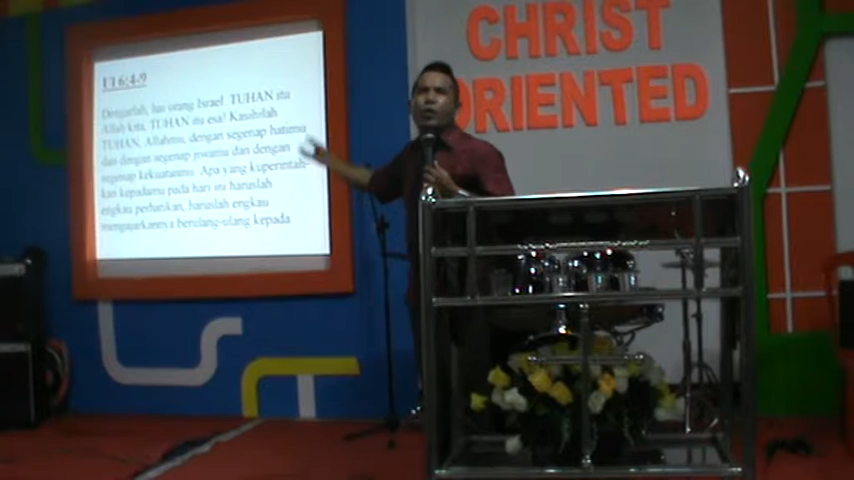 Ul 6:4-9
Dengarlah, hai orang Israel: TUHAN itu
Allah kita, TUHAN itu esa! Kasihilah
TUHAN, Allahmu, dengan segenap hatimu
dan dengan segenap jiwamu dan dengan
segenap kekuatanmu. Apa yang kuperintah-
kan kepadamu pada hari ini haruslah
engkau perhatikan, haruslah engkau
mengajarkannya berulang-ulang kepada
CHRIST
ORIENTED